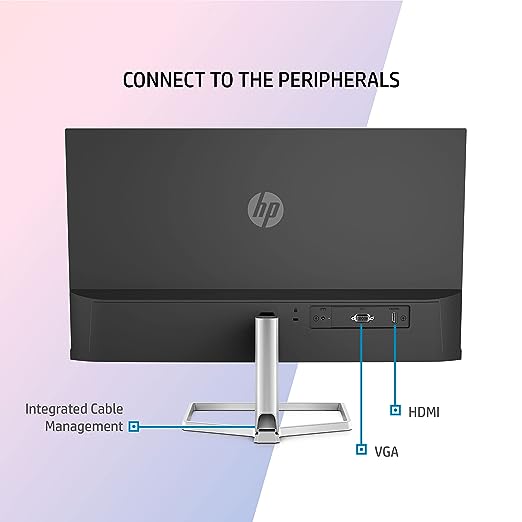 CONNECT TO THE PERIPHERALS
hp
Integrated Cable
Management
HDMI
VGA